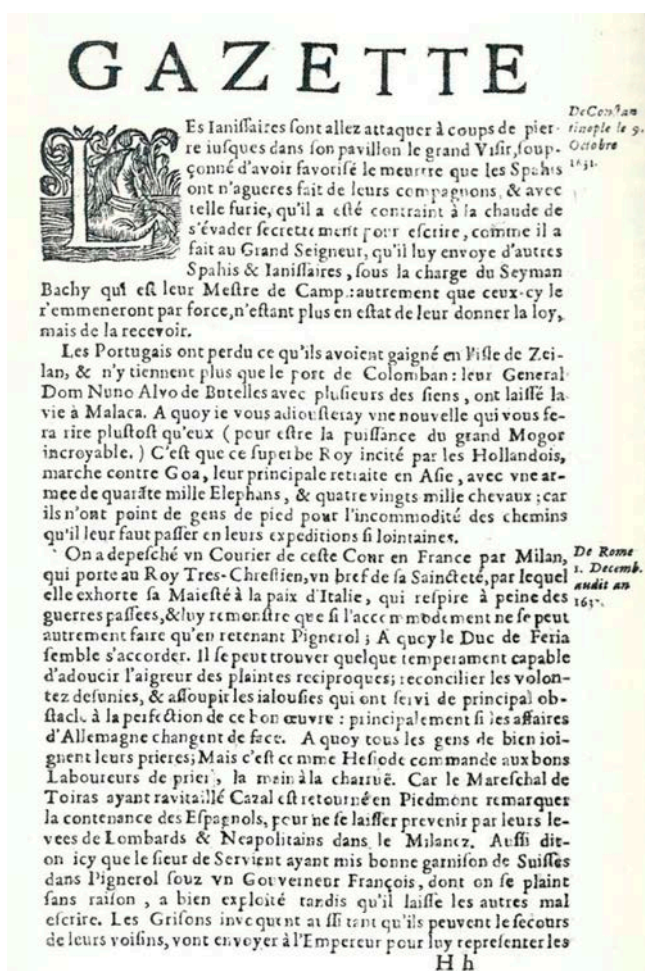 GAZETTE
De Constan
tinople le 9.
Octobre
1631.
LEs Ianiſſaires ſont allez attaquer à coups de pier-
re iuſques dans ſon pavillon le grand Viſir, ſoup-
çonné d'avoir favoriſé le meurtre que les Spahis
ont n'agueres fait de leurs compagnons, & avec
telle furie, qu'il a eſté contraint à la chaude de
s'évader ſecrettement pour eſcrire, comme il a
fait au Grand Seigneur, qu'il luy envoye d'autres
Spahis & Ianiſſaires, ſous la charge du Seyman
Bachy qui eſt leur Meſtre de Camp: autrement que ceux-cy le
r'emmeneront par force, n'eſtant plus en eſtat de leur donner la loy,
mais de la recevoir.
Les Portugais ont perdu ce qu'ils avoient gaigné en l'iſle de Zei-
lan, & n'y tiennent plus que le port de Colomban: leur General
Dom Nuno Alvo de Butelles avec pluſieurs des ſiens, ont laiſſé la
vie à Malaca. A quoy ie vous adiouſteray vne nouvelle qui vous fe-
ra rire pluſtoſt qu'eux ( pour eſtre la puiſſance du grand Mogor
incroyable. ) C'eſt que ce ſuperbe Roy incité par les Hollandois,
marche contre Goa, leur principale retraite en Aſie, avec vne ar-
mee de quarãte mille Elephans, & quatre vingts mille chevaux; car
ils n'ont point de gens de pied pour l'incommodité des chemins
qu'il leur faut paſſer en leurs expeditions ſi lointaines.
De Rome
1. Decemb.
audit an
On a depeſché vn Courier de ceſte Cour en France par Milan,
qui porte au Roy Tres-Chreſtien, vn bref de ſa Saincteté, par lequel
elle exhorte ſa Maieſté à la paix d'Italie, qui reſpire à peine des
guerres paſſées, & luy remonſtre que ſi l'accommodement ne ſe peut
autrement faire qu'en retenant Pignerol; A quoy le Duc de Feria
ſemble s'accorder. Il ſe peut trouver quelque temperament capable
d'adoucir l'aigreur des plaintes reciproques; reconcilier les volon-
tez deſunies, & aſſoupir les ialouſies qui ont ſervi de principal ob-
ſtacle à la perfection de ce bon œuvre: principalement ſi les affaires
d'Allemagne changent de face. A quoy tous les gens de bien ioi-
gnent leurs prieres; Mais c'eſt comme Heſiode commande aux bons
Laboureurs de prier, la main à la charruë. Car le Mareſchal de
Toiras ayant ravitaillé Cazal eſt retourné en Piedmont remarquer
la contenance des Eſpagnols, pour ne ſe laiſſer prevenir par leurs le-
vees de Lombards & Neapolitains dans le Milanez. Auſſi dit-
on icy que le ſieur de Servient ayant mis bonne garniſon de Suiſſes
dans Pignerol ſouz vn Gouverneur François, dont on ſe plaint
ſans raiſon, a bien exploité tandis qu'il laiſſe les autres mal
eſcrire. Les Griſons invoquent auſſi tant qu'ils peuvent le ſecours
de leurs voiſins, vont envoyer à l'Empereur pour luy repreſenter les
H h